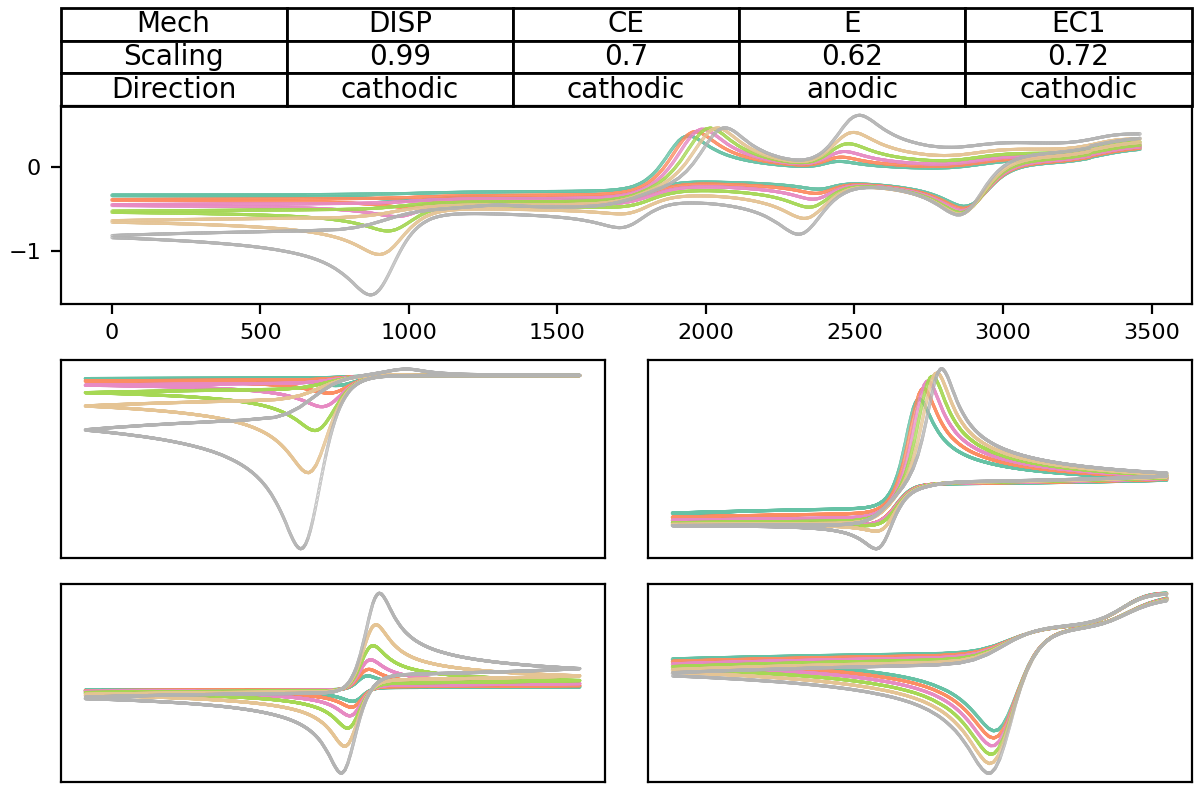 Mech DISP CE E EC1
Scaling 0.99 0.7 0.62 0.72
Direction cathodic cathodic anodic cathodic
0
−1
0 500 1000 1500 2000 2500 3000 3500